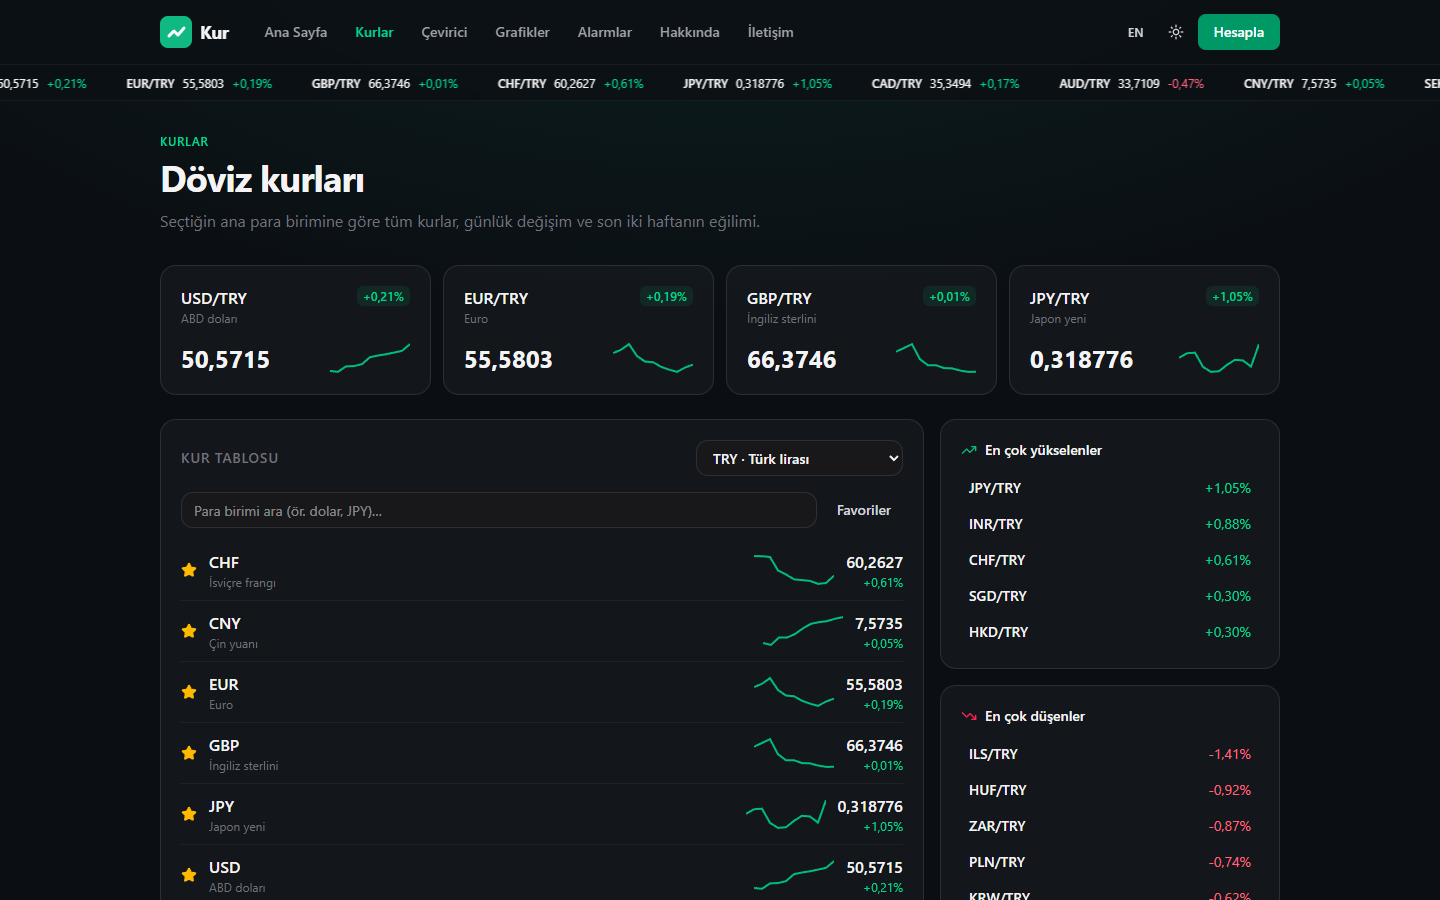 Kur
Ana Sayfa Kurlar Çevirici Grafikler Alarmlar Hakkında İletişim
EN Hesapla
50,5715 +0,21% EUR/TRY 55,5803 +0,19% GBP/TRY 66,3746 +0,01% CHF/TRY 60,2627 +0,61% JPY/TRY 0,318776 +1,05% CAD/TRY 35,3494 +0,17% AUD/TRY 33,7109 -0,47% CNY/TRY 7,5735 +0,05%
KURLAR
Döviz kurları
Seçtiğin ana para birimine göre tüm kurlar, günlük değişim ve son iki haftanın eğilimi.
USD/TRY +0,21%
ABD doları
50,5715
EUR/TRY +0,19%
Euro
55,5803
GBP/TRY +0,01%
İngiliz sterlini
66,3746
JPY/TRY +1,05%
Japon yeni
0,318776
KUR TABLOSU
TRY · Türk lirası
Para birimi ara (ör. dolar, JPY)...
Favoriler
CHF 60,2627
İsviçre frangı +0,61%
CNY 7,5735
Çin yuanı +0,05%
EUR 55,5803
Euro +0,19%
GBP 66,3746
İngiliz sterlini +0,01%
JPY 0,318776
Japon yeni +1,05%
USD 50,5715
ABD doları +0,21%
En çok yükselenler
JPY/TRY +1,05%
INR/TRY +0,88%
CHF/TRY +0,61%
SGD/TRY +0,30%
HKD/TRY +0,30%
En çok düşenler
ILS/TRY -1,41%
HUF/TRY -0,92%
ZAR/TRY -0,87%
PLN/TRY -0,74%
KRW/TRY -0,62%